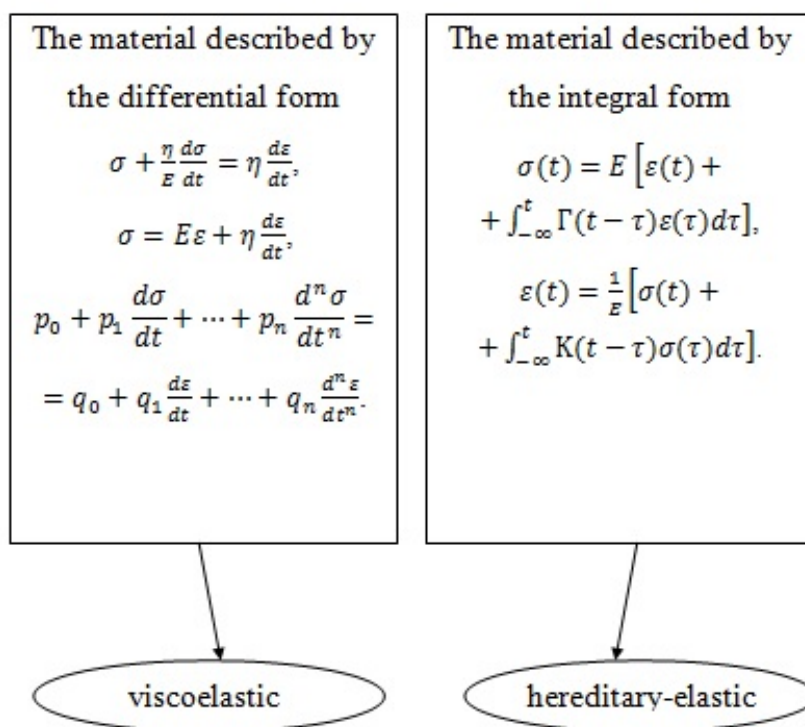 The material described by
the differential form
σ + η/E dσ/dt = η dε/dt,
σ = Eε + η dε/dt,
p₀ + p₁ dσ/dt + ⋯ + pₙ dⁿσ/dtⁿ =
= q₀ + q₁ dε/dt + ⋯ + qₙ dⁿε/dtⁿ.
viscoelastic
The material described by
the integral form
σ(t) = E [ε(t) +
+ ∫_{-∞}^{t} Γ(t − τ)ε(τ)dτ],
ε(t) = 1/E [σ(t) +
+ ∫_{-∞}^{t} K(t − τ)σ(τ)dτ].
hereditary-elastic